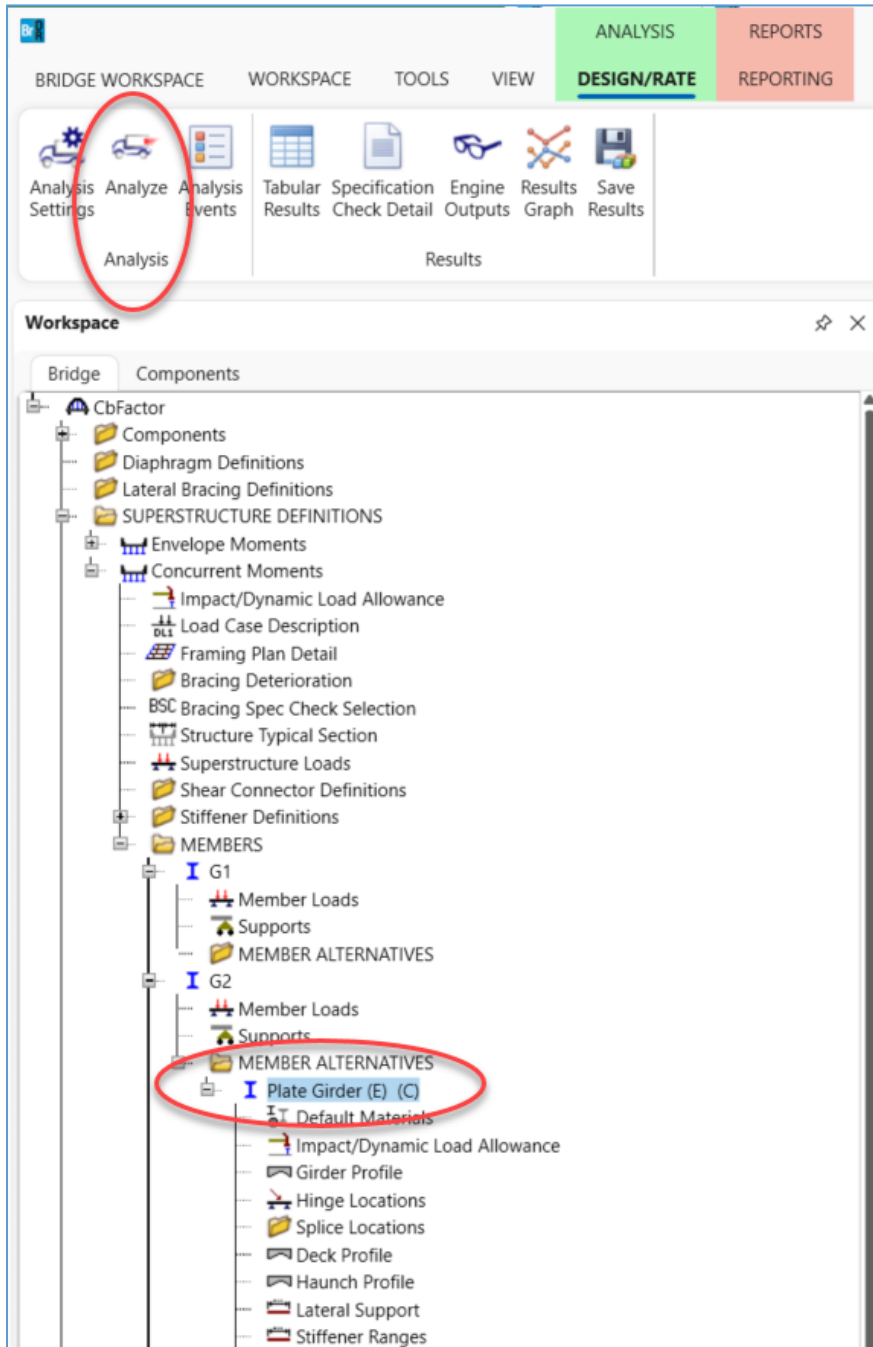 Br DR
ANALYSIS REPORTS
BRIDGE WORKSPACE WORKSPACE TOOLS VIEW DESIGN/RATE REPORTING
Analysis Analyze Analysis Tabular Specification Engine Results Save
Settings Events Results Check Detail Outputs Graph Results
Analysis Results
Workspace
Bridge Components
CbFactor
Components
Diaphragm Definitions
Lateral Bracing Definitions
SUPERSTRUCTURE DEFINITIONS
Envelope Moments
Concurrent Moments
Impact/Dynamic Load Allowance
DL1 Load Case Description
Framing Plan Detail
Bracing Deterioration
BSC Bracing Spec Check Selection
Structure Typical Section
Superstructure Loads
Shear Connector Definitions
Stiffener Definitions
MEMBERS
G1
Member Loads
Supports
MEMBER ALTERNATIVES
G2
Member Loads
Supports
MEMBER ALTERNATIVES
Plate Girder (E) (C)
Default Materials
Impact/Dynamic Load Allowance
Girder Profile
Hinge Locations
Splice Locations
Deck Profile
Haunch Profile
Lateral Support
Stiffener Ranges